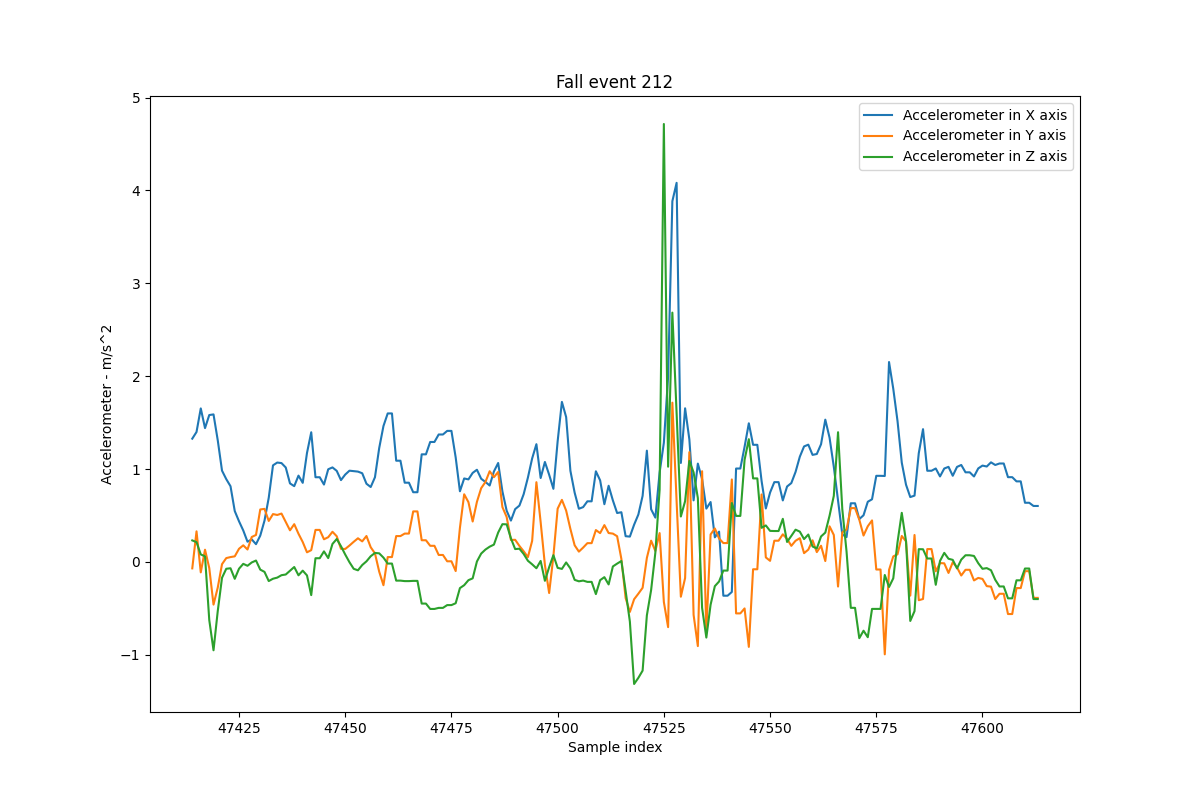 Fall event 212
Accelerometer in X axis
Accelerometer in Y axis
Accelerometer in Z axis
Accelerometer - m/s^2
5
4
3
2
1
0
−1
47425 47450 47475 47500 47525 47550 47575 47600
Sample index